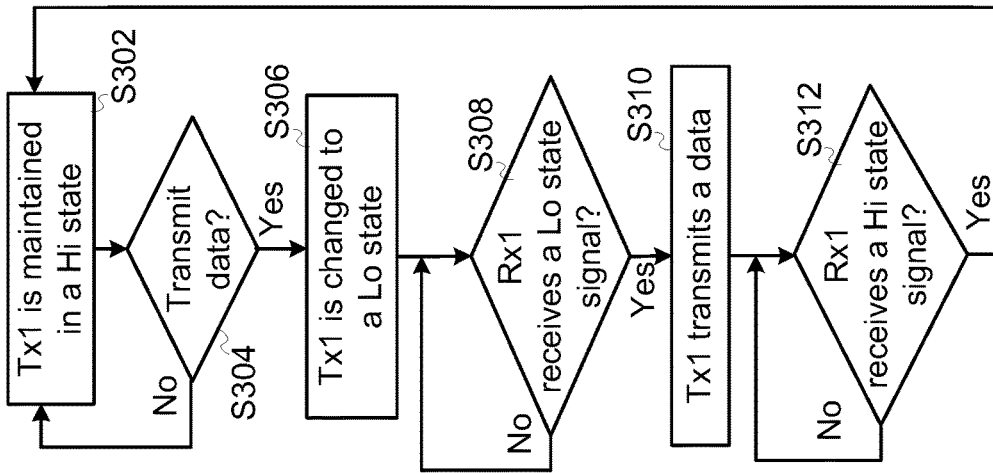 Tx1 is maintained
in a Hi state
S302
Transmit
data?
S304
No
Yes
Tx1 is changed to
a Lo state
S306
Rx1
receives a Lo state
signal?
S308
No
Yes
Tx1 transmits a data
S310
Rx1
receives a Hi state
signal?
S312
No
Yes